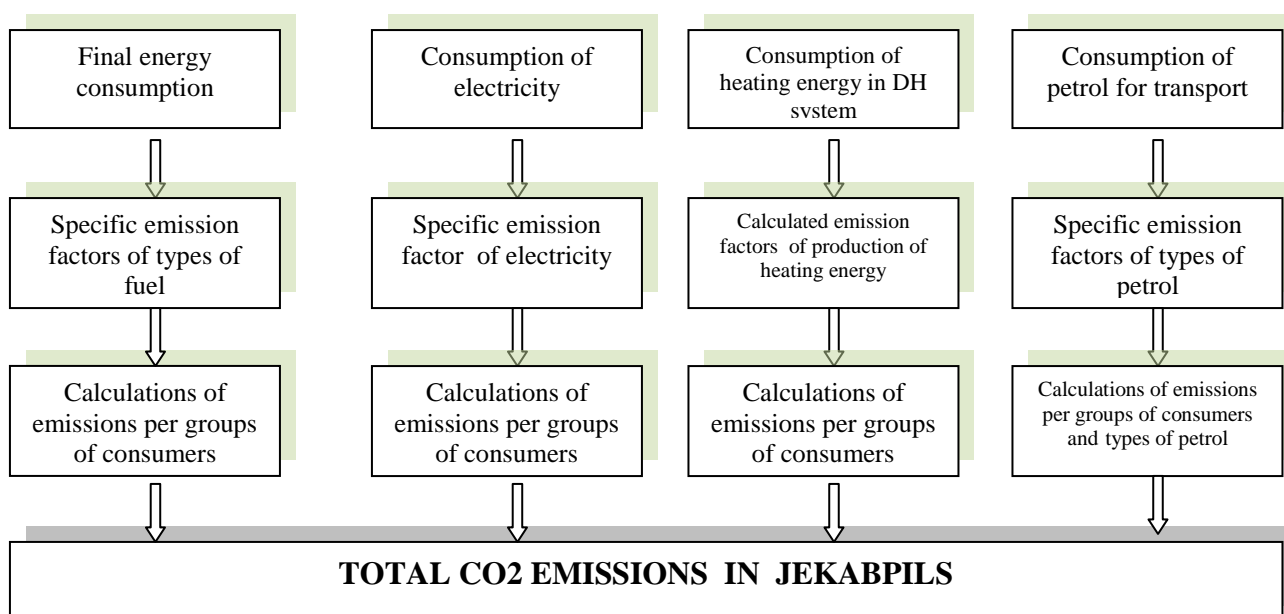 Final energy
consumption
Consumption of
electricity
Consumption of
heating energy in DH
system
Consumption of
petrol for transport
Specific emission
factors of types of
fuel
Specific emission
factor of electricity
Calculated emission
factors of production of
heating energy
Specific emission
factors of types of
petrol
Calculations of
emissions per groups
of consumers
Calculations of
emissions per groups
of consumers
Calculations of
emissions per groups
of consumers
Calculations of emissions
per groups of consumers
and types of petrol
TOTAL CO2 EMISSIONS IN JEKABPILS